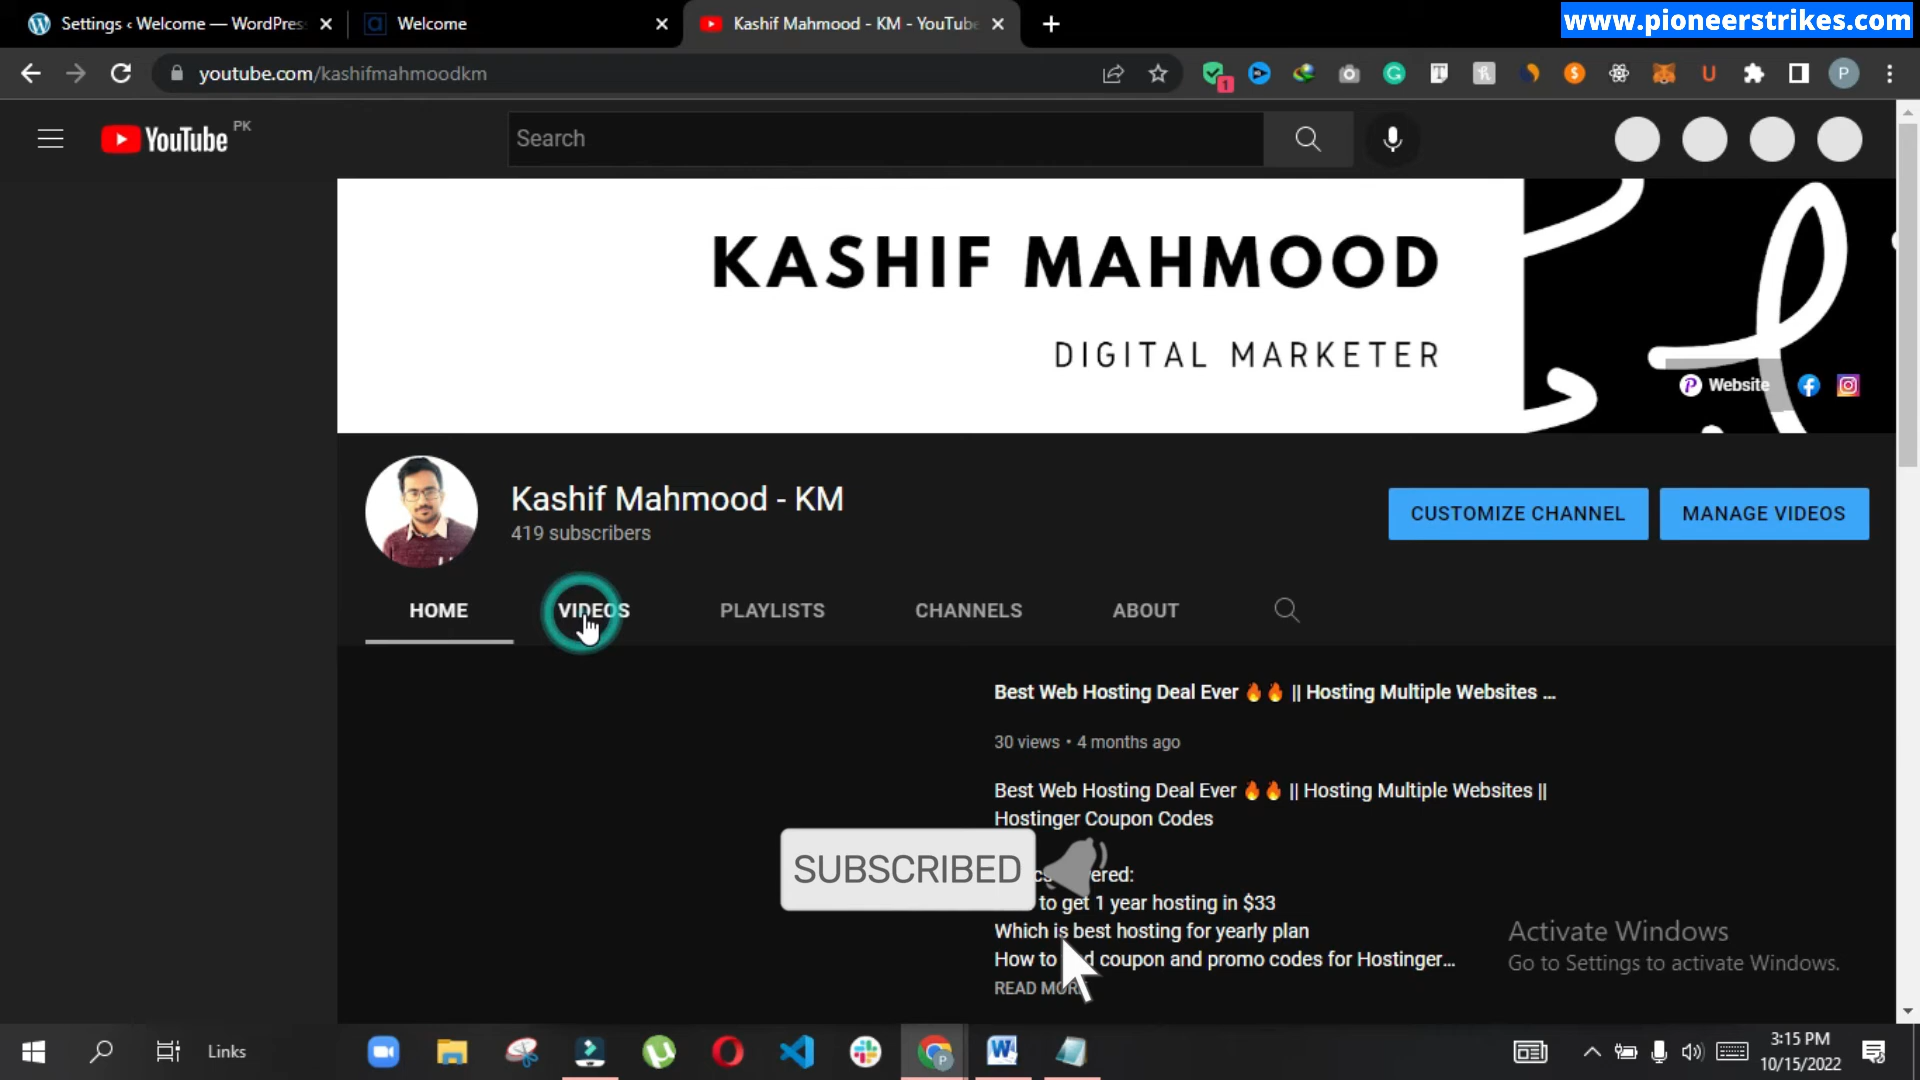 Settings ‹ Welcome — WordPres
Welcome
Kashif Mahmood - KM - YouTube
www.pioneerstrikes.com
youtube.com/kashifmahmoodkm
1
P
YouTube PK
Search
KASHIF MAHMOOD
DIGITAL MARKETER
Website
Kashif Mahmood - KM
419 subscribers
CUSTOMIZE CHANNEL
MANAGE VIDEOS
HOME
VIDEOS
PLAYLISTS
CHANNELS
ABOUT
Best Web Hosting Deal Ever 🔥🔥 || Hosting Multiple Websites ...
30 views • 4 months ago
Best Web Hosting Deal Ever 🔥🔥 || Hosting Multiple Websites ||
Hostinger Coupon Codes
SUBSCRIBED
to get 1 year hosting in $33
Which is best hosting for yearly plan
How to coupon and promo codes for Hostinger...
READ MORE
Activate Windows
Go to Settings to activate Windows.
Links
3:15 PM
10/15/2022